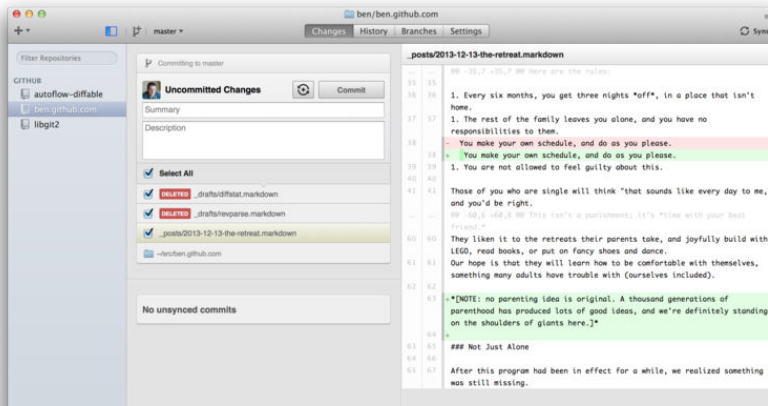 ben/ben.github.com
master
Changes
History
Branches
Settings
Sync
Filter Repositories
GITHUB
autoflow-diffable
ben.github.com
libgit2
Committing to master
Uncommitted Changes
Commit
Summary
Description
Select All
DELETED _drafts/diffstat.markdown
DELETED _drafts/revparse.markdown
_posts/2013-12-13-the-retreat.markdown
~/src/ben.github.com
No unsynced commits
_posts/2013-12-13-the-retreat.markdown
... ... @@ -35,7 +35,7 @@ Here are the rules:
35 35
36 36 1. Every six months, you get three nights *off*, in a place that isn't
home.
37 37 1. The rest of the family leaves you alone, and you have no
responsibilities to them.
38 - You make your own schedule, and do as you please.
38 + You make your own schedule, and do as you please.
39 39 1. You are not allowed to feel guilty about this.
40 40
41 41 Those of you who are single will think "that sounds like every day to me,
and you'd be right.
... ... @@ -60,6 +60,8 @@ This isn't a punishment; it's *time with your best
friend.*
60 60 They liken it to the retreats their parents take, and joyfully build with
LEGO, read books, or put on fancy shoes and dance.
61 61 Our hope is that they will learn how to be comfortable with themselves,
something many adults have trouble with (ourselves included).
62 62
63 +*[NOTE: no parenting idea is original. A thousand generations of
parenthood has produced lots of good ideas, and we're definitely standing
on the shoulders of giants here.]*
64 +
63 65 ### Not Just Alone
64 66
65 67 After this program had been in effect for a while, we realized something
was still missing.